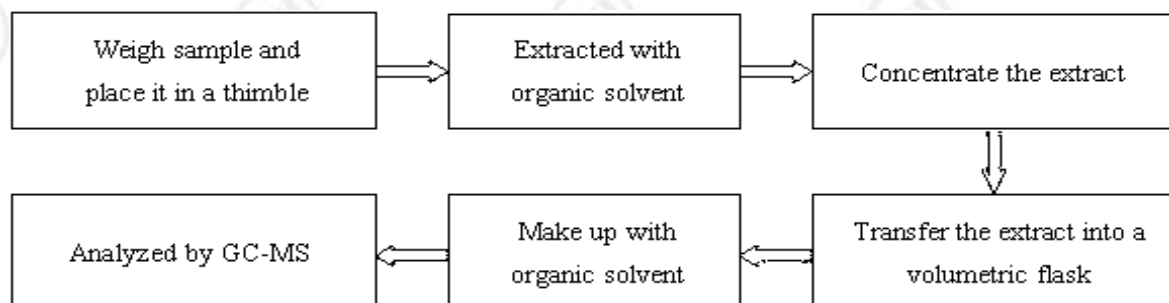 Weigh sample and
place it in a thimble
Extracted with
organic solvent
Concentrate the extract
Transfer the extract into a
volumetric flask
Make up with
organic solvent
Analyzed by GC-MS